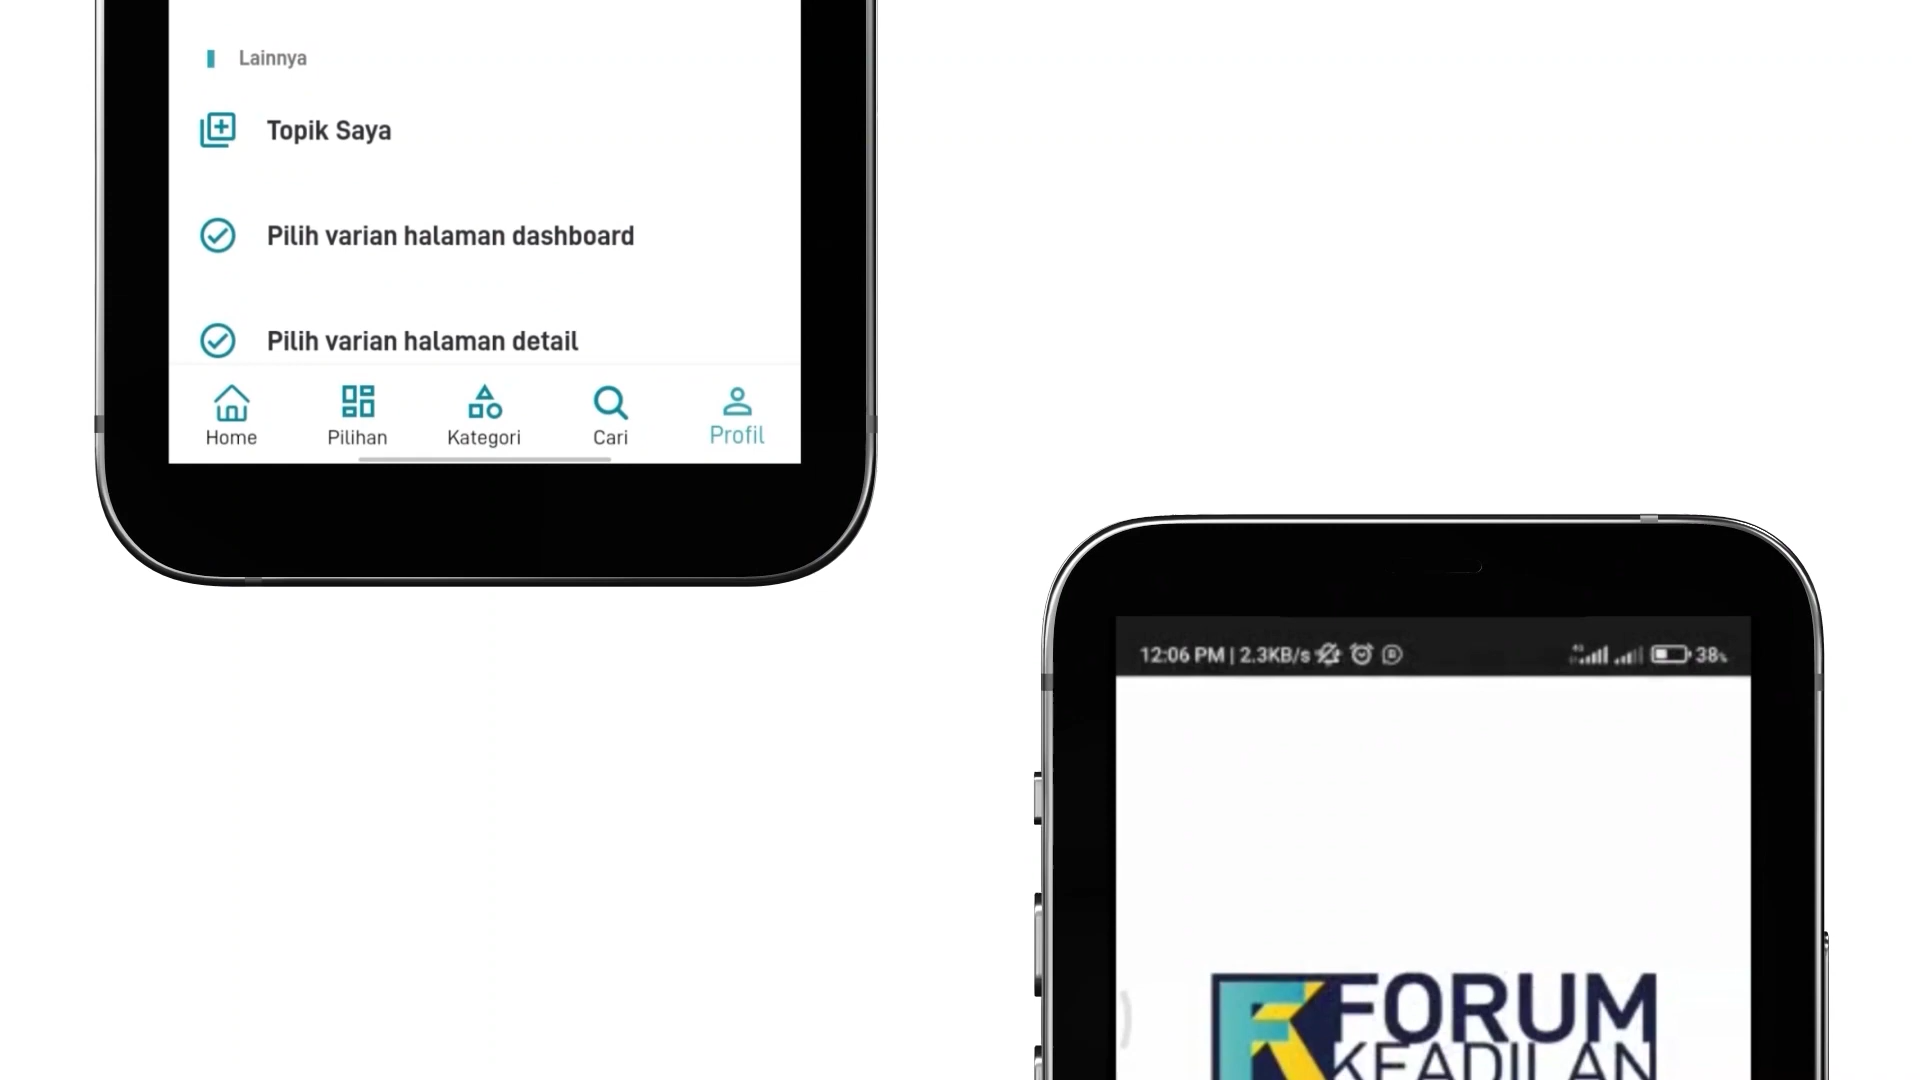 Lainnya
Topik Saya
Pilih varian halaman dashboard
Pilih varian halaman detail
Home
Pilihan
Kategori
Cari
Profil
12:06 PM | 2.3KB/s
38%
FORUM
KEADILAN